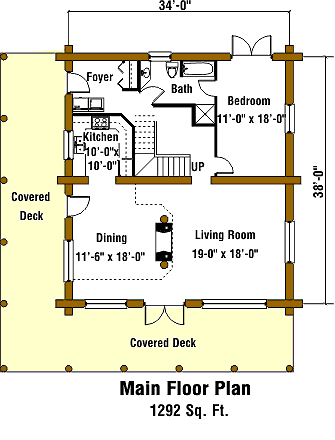 34'-0"
Foyer
Bath
Bedroom
11'-0" x 18'-0"
Kitchen
10'-0"x
10'-0"
UP
38'-0"
Covered
Deck
Dining
11'-6" x 18'-0"
Living Room
19-0" x 18'-0"
Covered Deck
Main Floor Plan
1292 Sq. Ft.